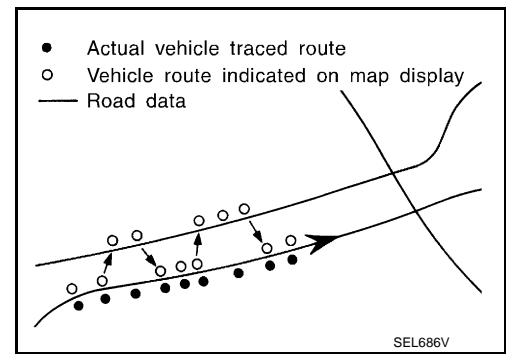 Actual vehicle traced route
Vehicle route indicated on map display
Road data
SEL686V